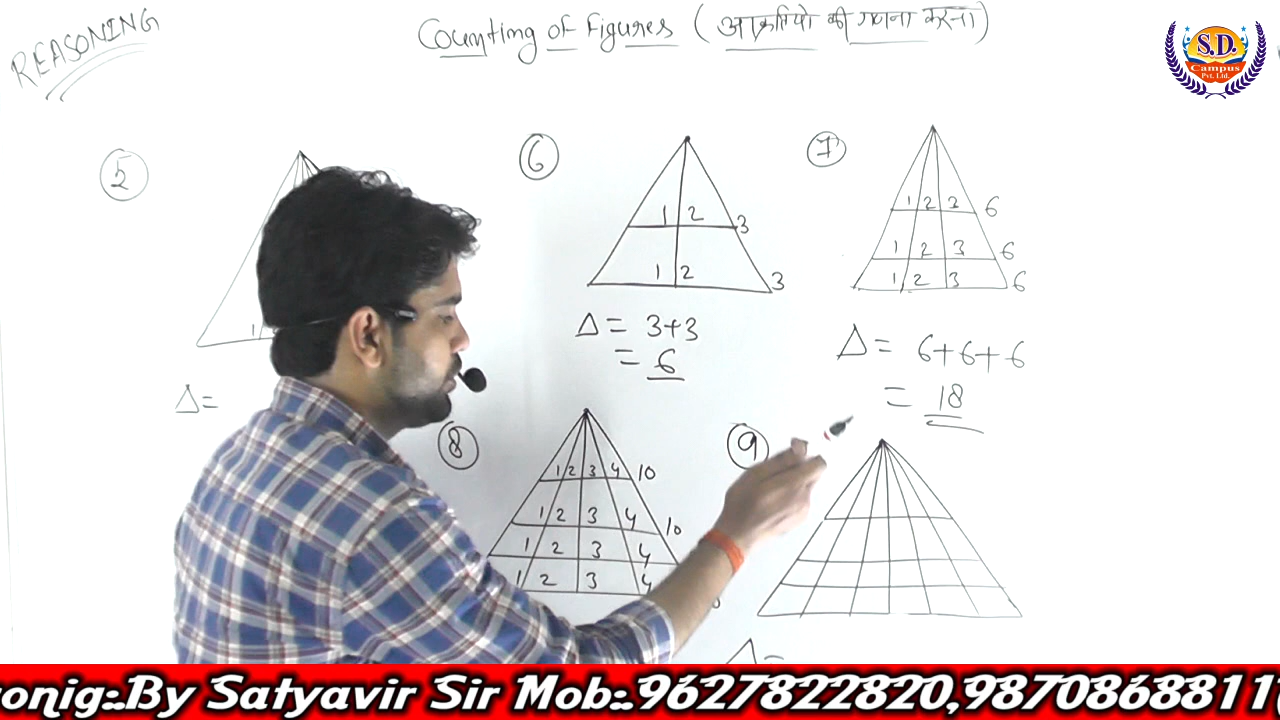 REASONING
Counting of Figures (आकृतियों की गणना करना)
S.D.
Campus
Pvt. Ltd.
5
1
Δ=
6
1 2 3
1 2 3
Δ= 3+3
= 6
7
1 2 3 6
1 2 3 6
1 2 3 6
Δ= 6+6+6
= 18
8
1 2 3 4 10
1 2 3 4 10
1 2 3 4
1 2 3 4
9
Δ=
ronig:.By Satyavir Sir Mob:.9627822820,987086881